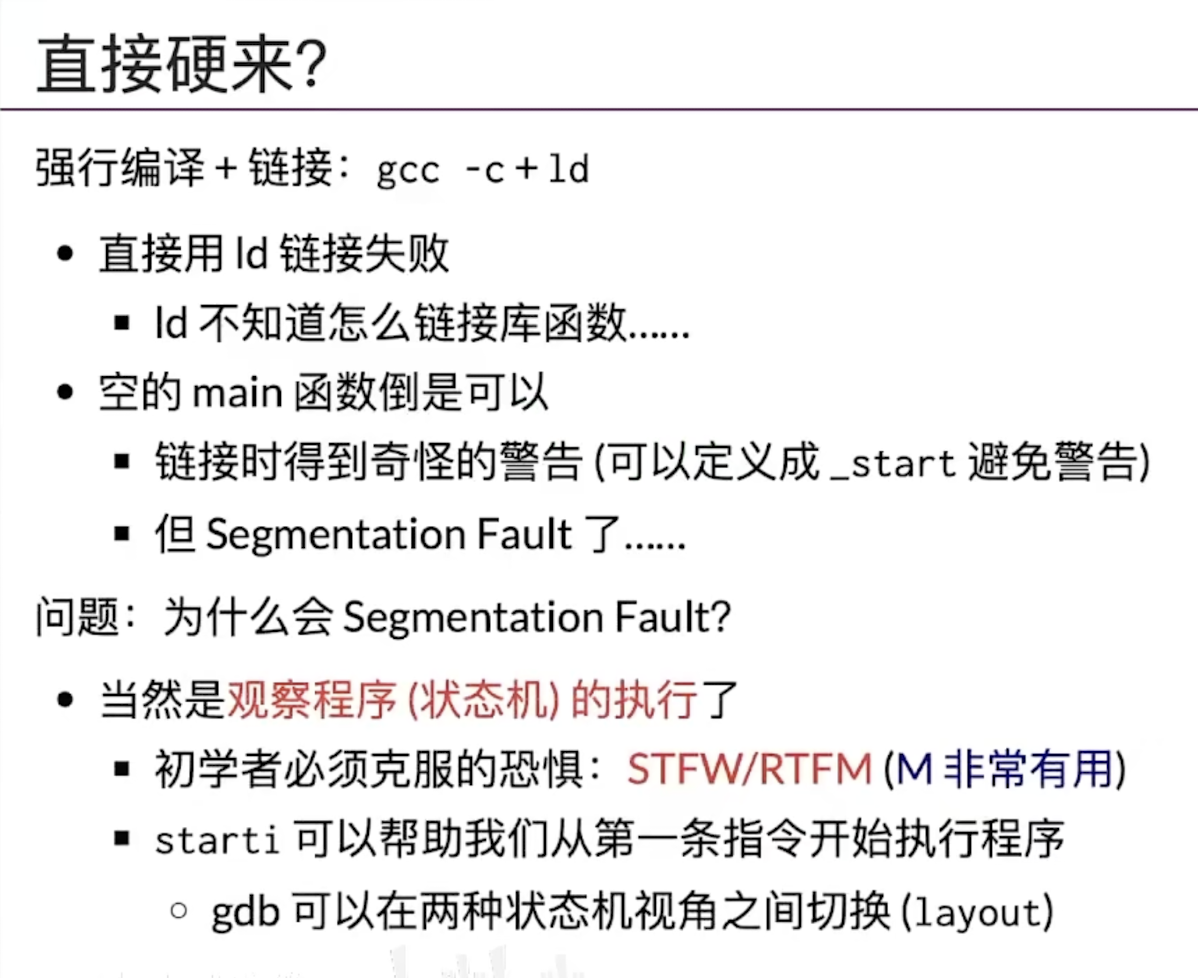 直接硬来?
强行编译 + 链接：gcc -c + ld
• 直接用 ld 链接失败
▪ ld 不知道怎么链接库函数……
• 空的 main 函数倒是可以
▪ 链接时得到奇怪的警告 (可以定义成 _start 避免警告)
▪ 但 Segmentation Fault 了……
问题：为什么会 Segmentation Fault?
• 当然是观察程序 (状态机) 的执行了
▪ 初学者必须克服的恐惧：STFW/RTFM (M 非常有用)
▪ starti 可以帮助我们从第一条指令开始执行程序
○ gdb 可以在两种状态机视角之间切换 (layout)